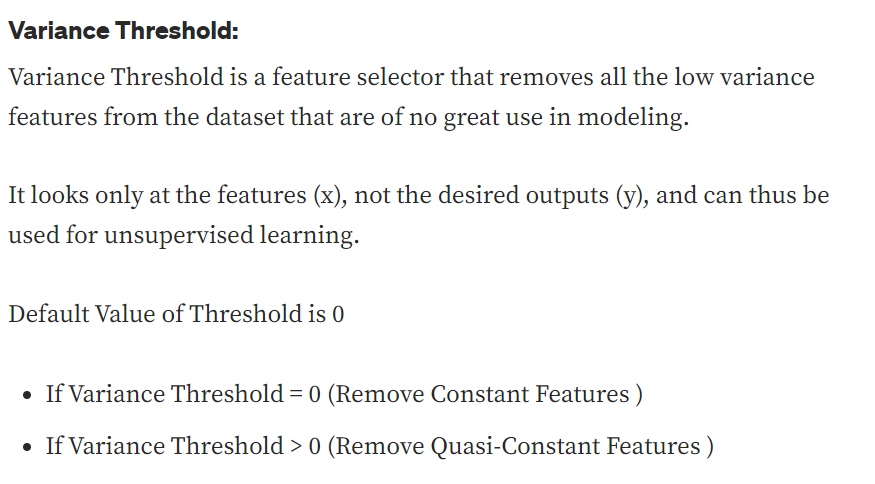 Variance Threshold:
Variance Threshold is a feature selector that removes all the low variance
features from the dataset that are of no great use in modeling.
It looks only at the features (x), not the desired outputs (y), and can thus be
used for unsupervised learning.
Default Value of Threshold is 0
• If Variance Threshold = 0 (Remove Constant Features )
• If Variance Threshold > 0 (Remove Quasi-Constant Features )